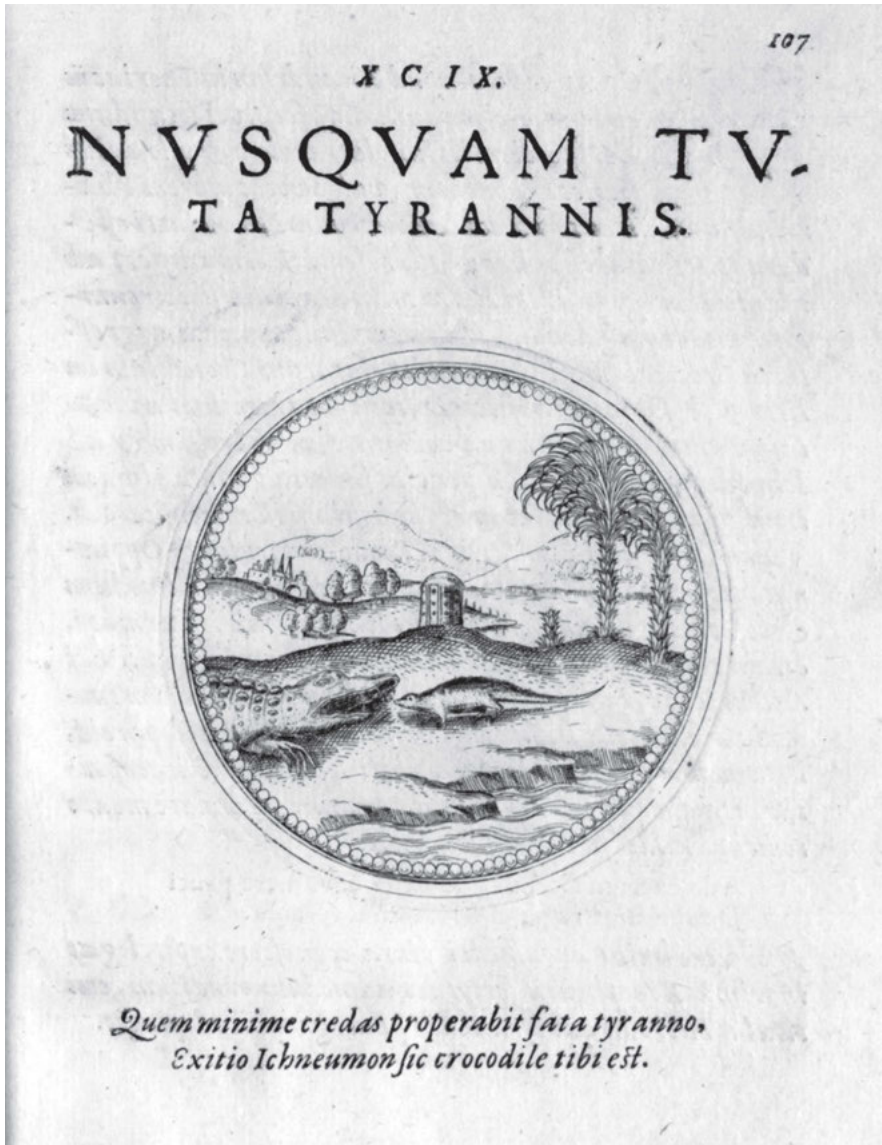 107
XCIX.
NVSQVAM TV-
TA TYRANNIS.
Quem minime credas properabit fata tyranno,
Exitio Ichneumon sic crocodile tibi est.